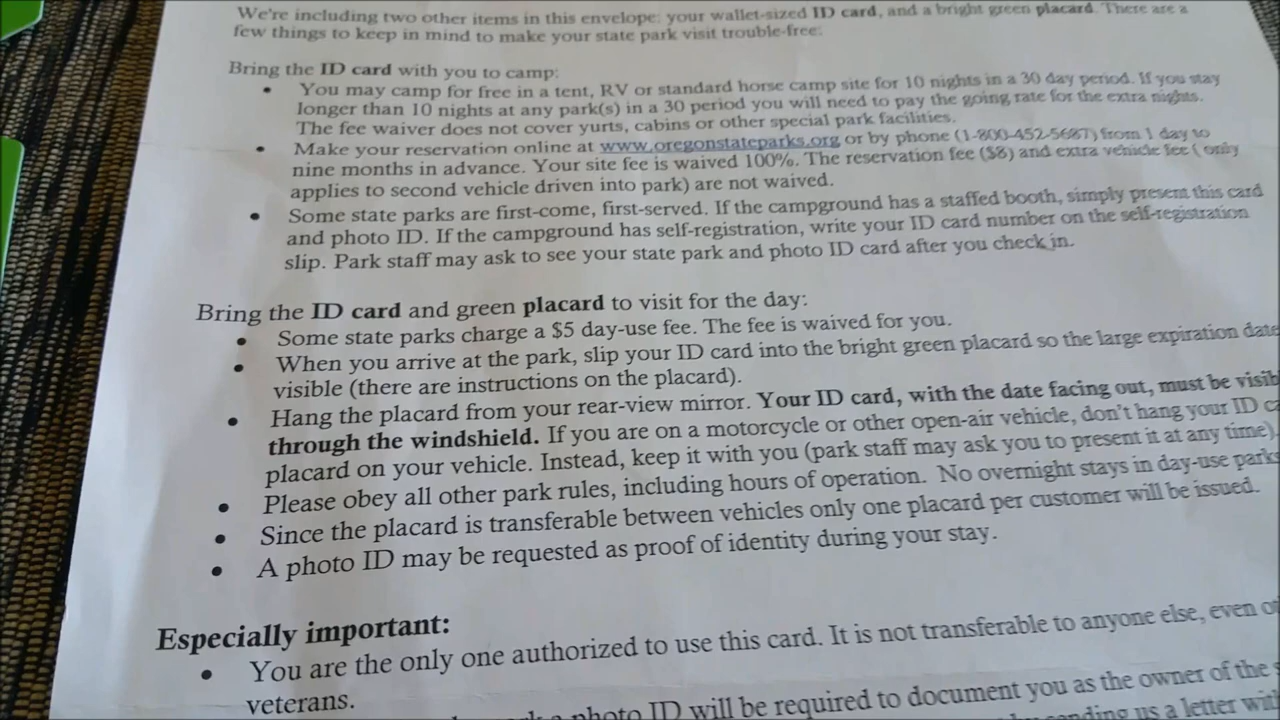 We're including two other items in this envelope: your wallet-sized ID card, and a bright green placard. There are a
few things to keep in mind to make your state park visit trouble-free:
Bring the ID card with you to camp:
• You may camp for free in a tent, RV or standard horse camp site for 10 nights in a 30 day period. If you stay
longer than 10 nights at any park(s) in a 30 period you will need to pay the going rate for the extra nights.
The fee waiver does not cover yurts, cabins or other special park facilities.
• Make your reservation online at www.oregonstateparks.org or by phone (1-800-452-5687) from 1 day to
nine months in advance. Your site fee is waived 100%. The reservation fee ($8) and extra vehicle fee ( only
applies to second vehicle driven into park) are not waived.
• Some state parks are first-come, first-served. If the campground has a staffed booth, simply present this card
and photo ID. If the campground has self-registration, write your ID card number on the self-registration
slip. Park staff may ask to see your state park and photo ID card after you check in.
Bring the ID card and green placard to visit for the day:
• Some state parks charge a $5 day-use fee. The fee is waived for you.
• When you arrive at the park, slip your ID card into the bright green placard so the large expiration date
visible (there are instructions on the placard).
• Hang the placard from your rear-view mirror. Your ID card, with the date facing out, must be visib
through the windshield. If you are on a motorcycle or other open-air vehicle, don't hang your ID ca
placard on your vehicle. Instead, keep it with you (park staff may ask you to present it at any time)
• Please obey all other park rules, including hours of operation. No overnight stays in day-use parks
• Since the placard is transferable between vehicles only one placard per customer will be issued.
• A photo ID may be requested as proof of identity during your stay.
Especially important:
• You are the only one authorized to use this card. It is not transferable to anyone else, even ot
veterans.
photo ID will be required to document you as the owner of the s
us a letter wit